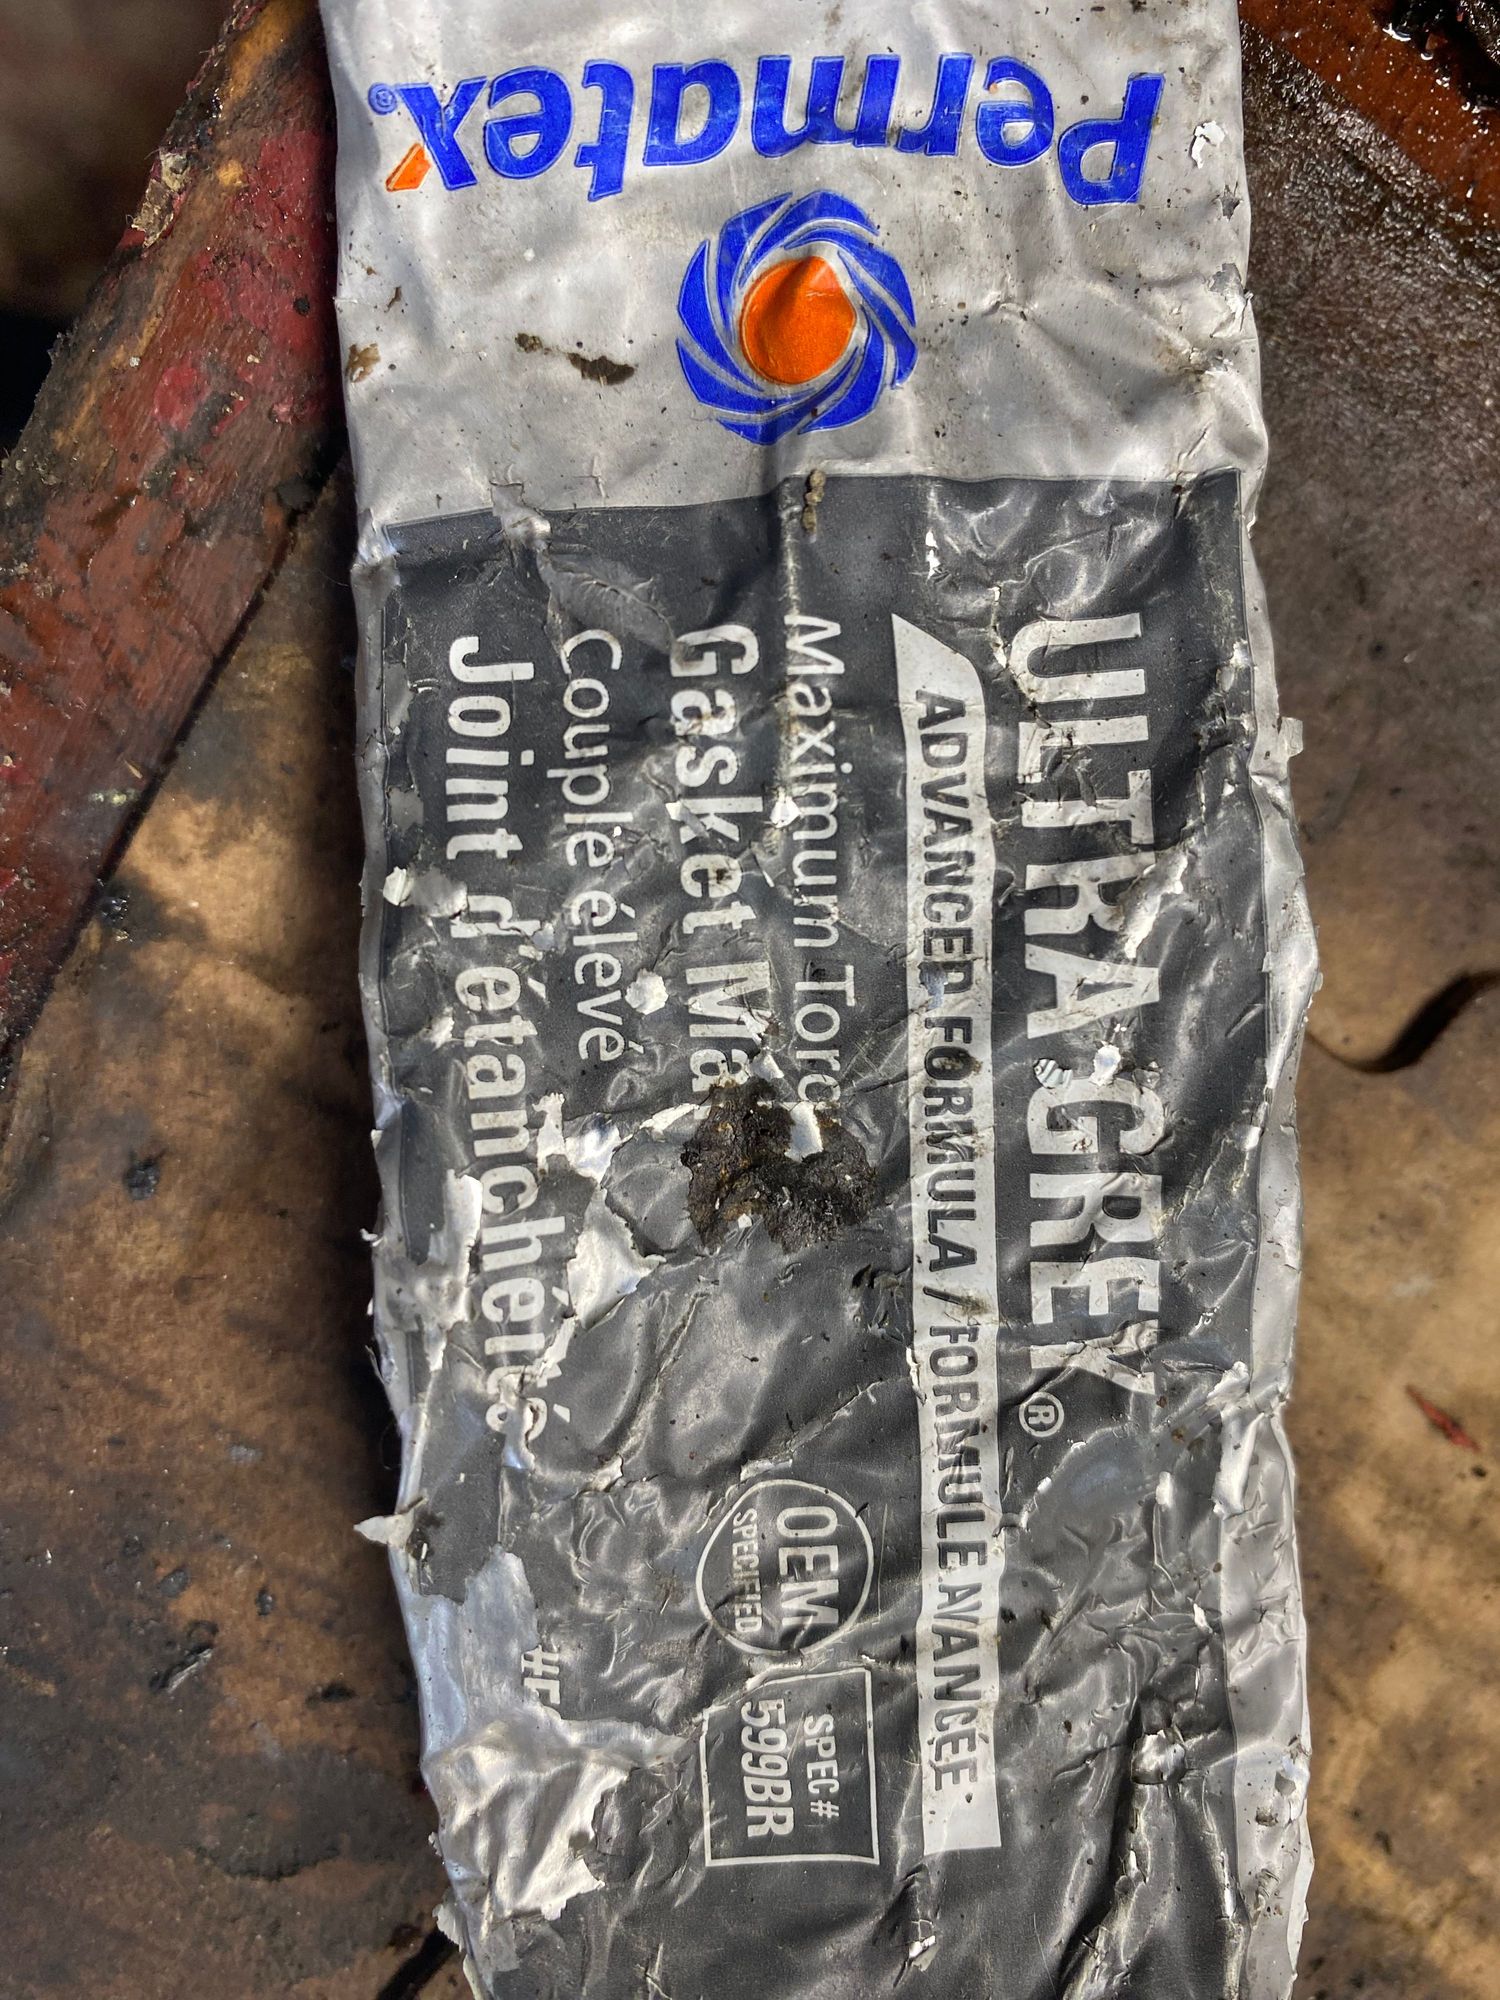 Permatex®
ULTRA GREY®
ADVANCED FORMULA / FORMULE AVANCÉE
Maximum Torq
Gasket Ma
Couple élevé
Joint d'étanchéité
OEM
SPECIFIED
SPEC#
599BR